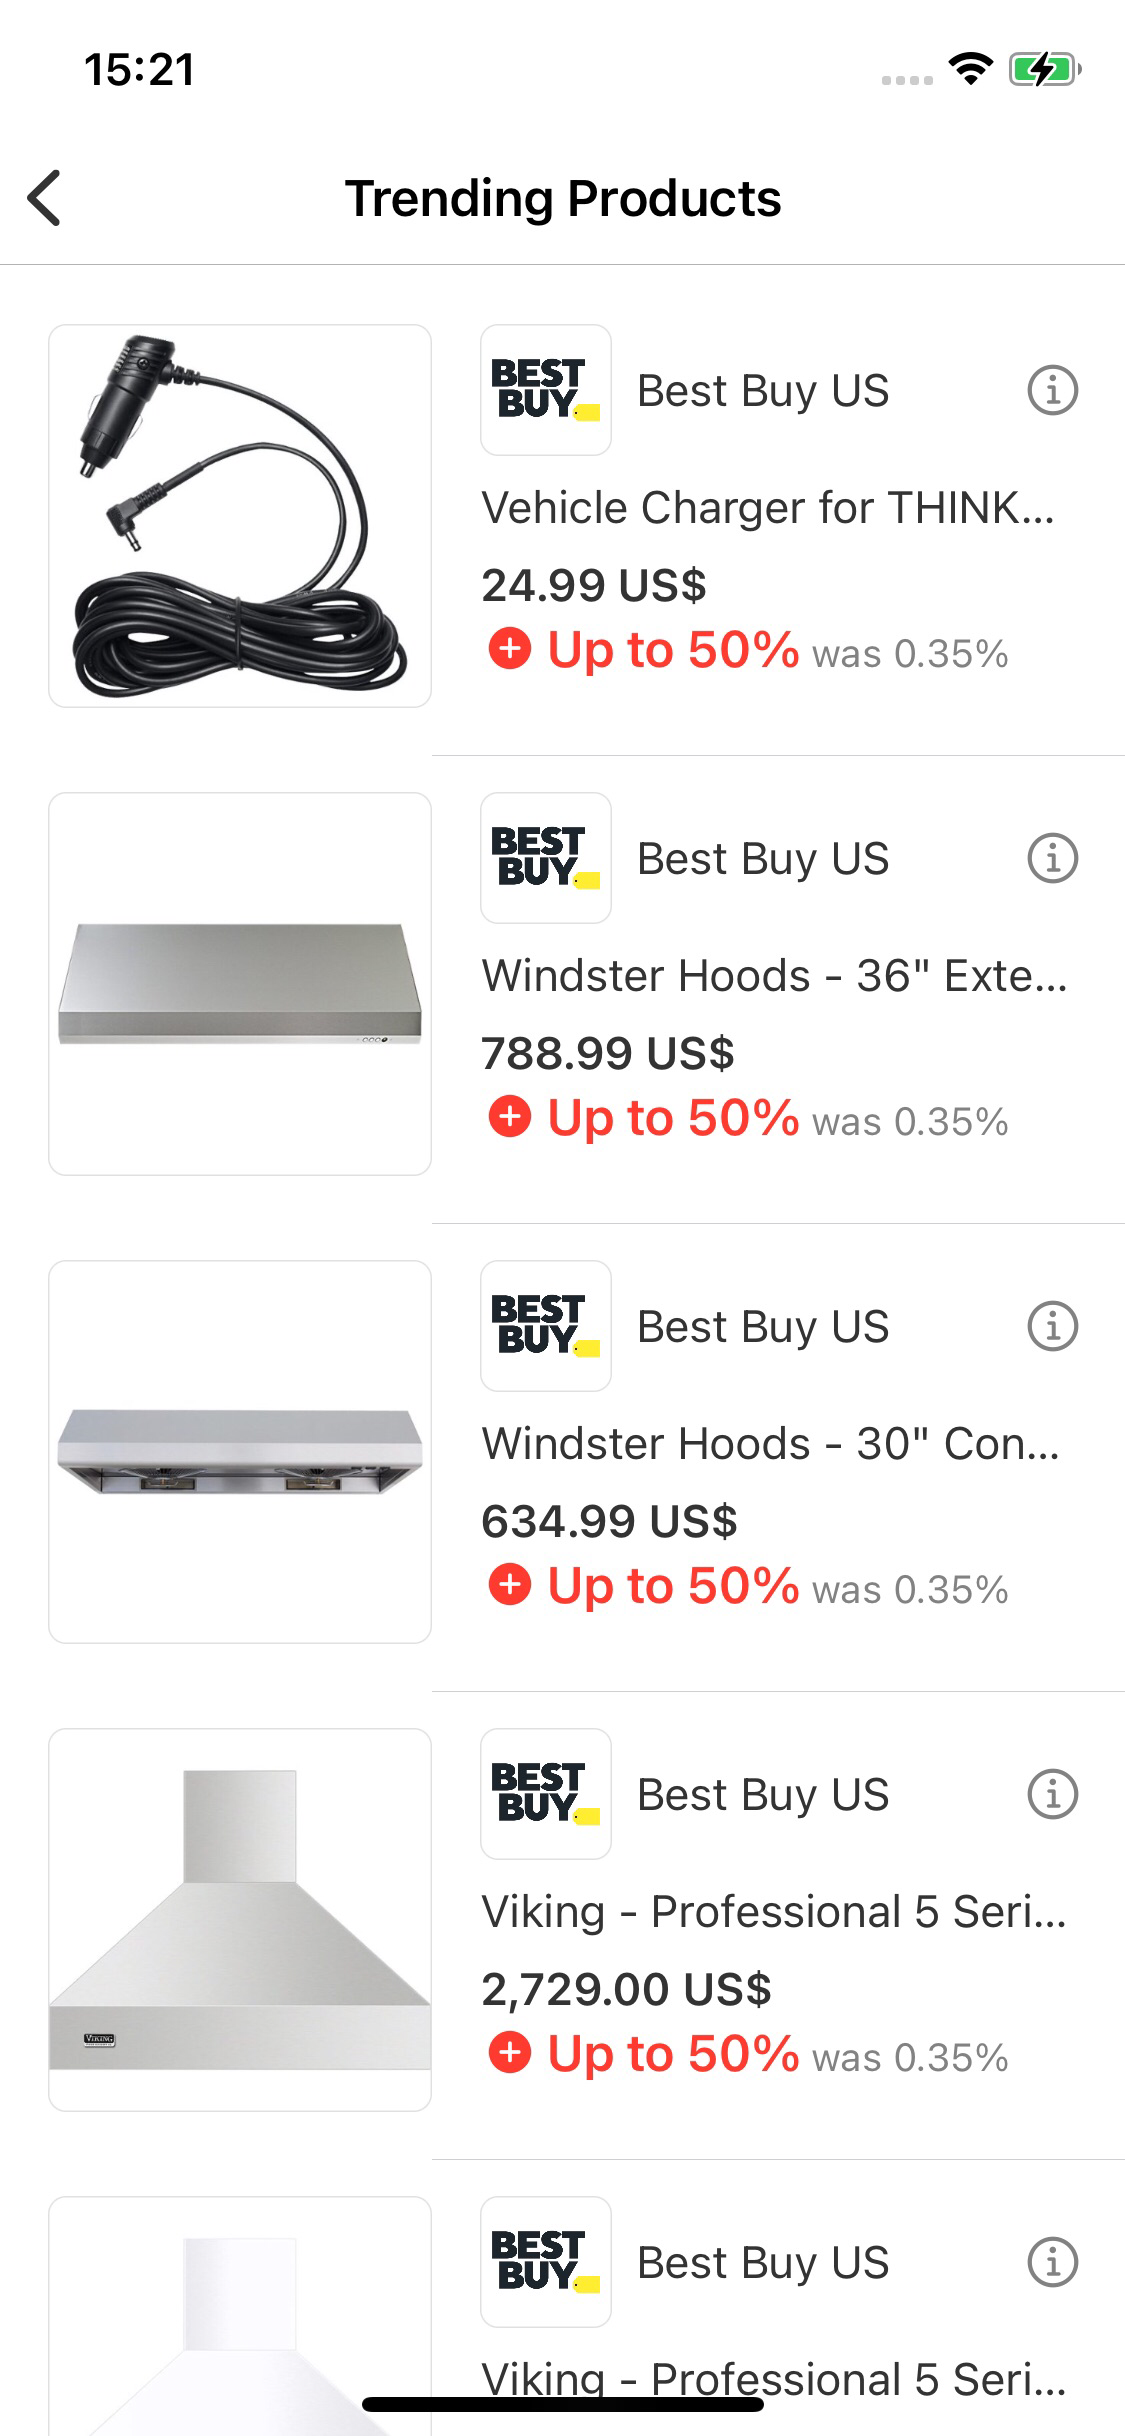 15:21
Trending Products
BEST
BUY
Best Buy US
Vehicle Charger for THINK...
24.99 US$
Up to 50% was 0.35%
BEST
BUY
Best Buy US
Windster Hoods - 36" Exte...
788.99 US$
Up to 50% was 0.35%
BEST
BUY
Best Buy US
Windster Hoods - 30" Con...
634.99 US$
Up to 50% was 0.35%
VIKING
BEST
BUY
Best Buy US
Viking - Professional 5 Seri...
2,729.00 US$
Up to 50% was 0.35%
BEST
BUY
Best Buy US
Viking - Professional 5 Seri...